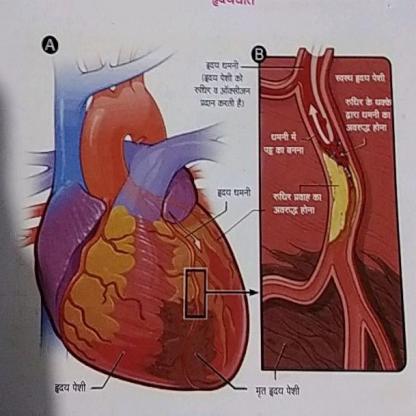 हृदयघात
A
हृदय धमनी
(हृदय पेशी को
रुधिर व ऑक्सीजन
प्रदान करती है)
B
स्वस्थ हृदय पेशी
रुधिर के थक्के
द्वारा धमनी का
अवरुद्ध होना
धमनी में
पट्ट का बनना
हृदय धमनी
रुधिर प्रवाह का
अवरुद्ध होना
हृदय पेशी
मृत हृदय पेशी